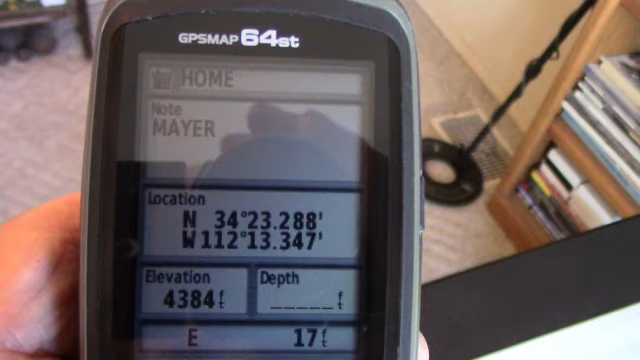 GPSMAP 64st
HOME
Note
MAYER
Location
N 34°23.288'
W112°13.347'
Elevation
4384ft
Depth
_____ft
E 17ft